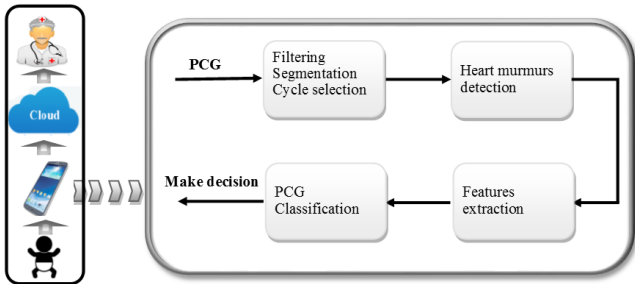 Cloud
PCG
Filtering
Segmentation
Cycle selection
Heart murmurs
detection
Features
extraction
PCG
Classification
Make decision